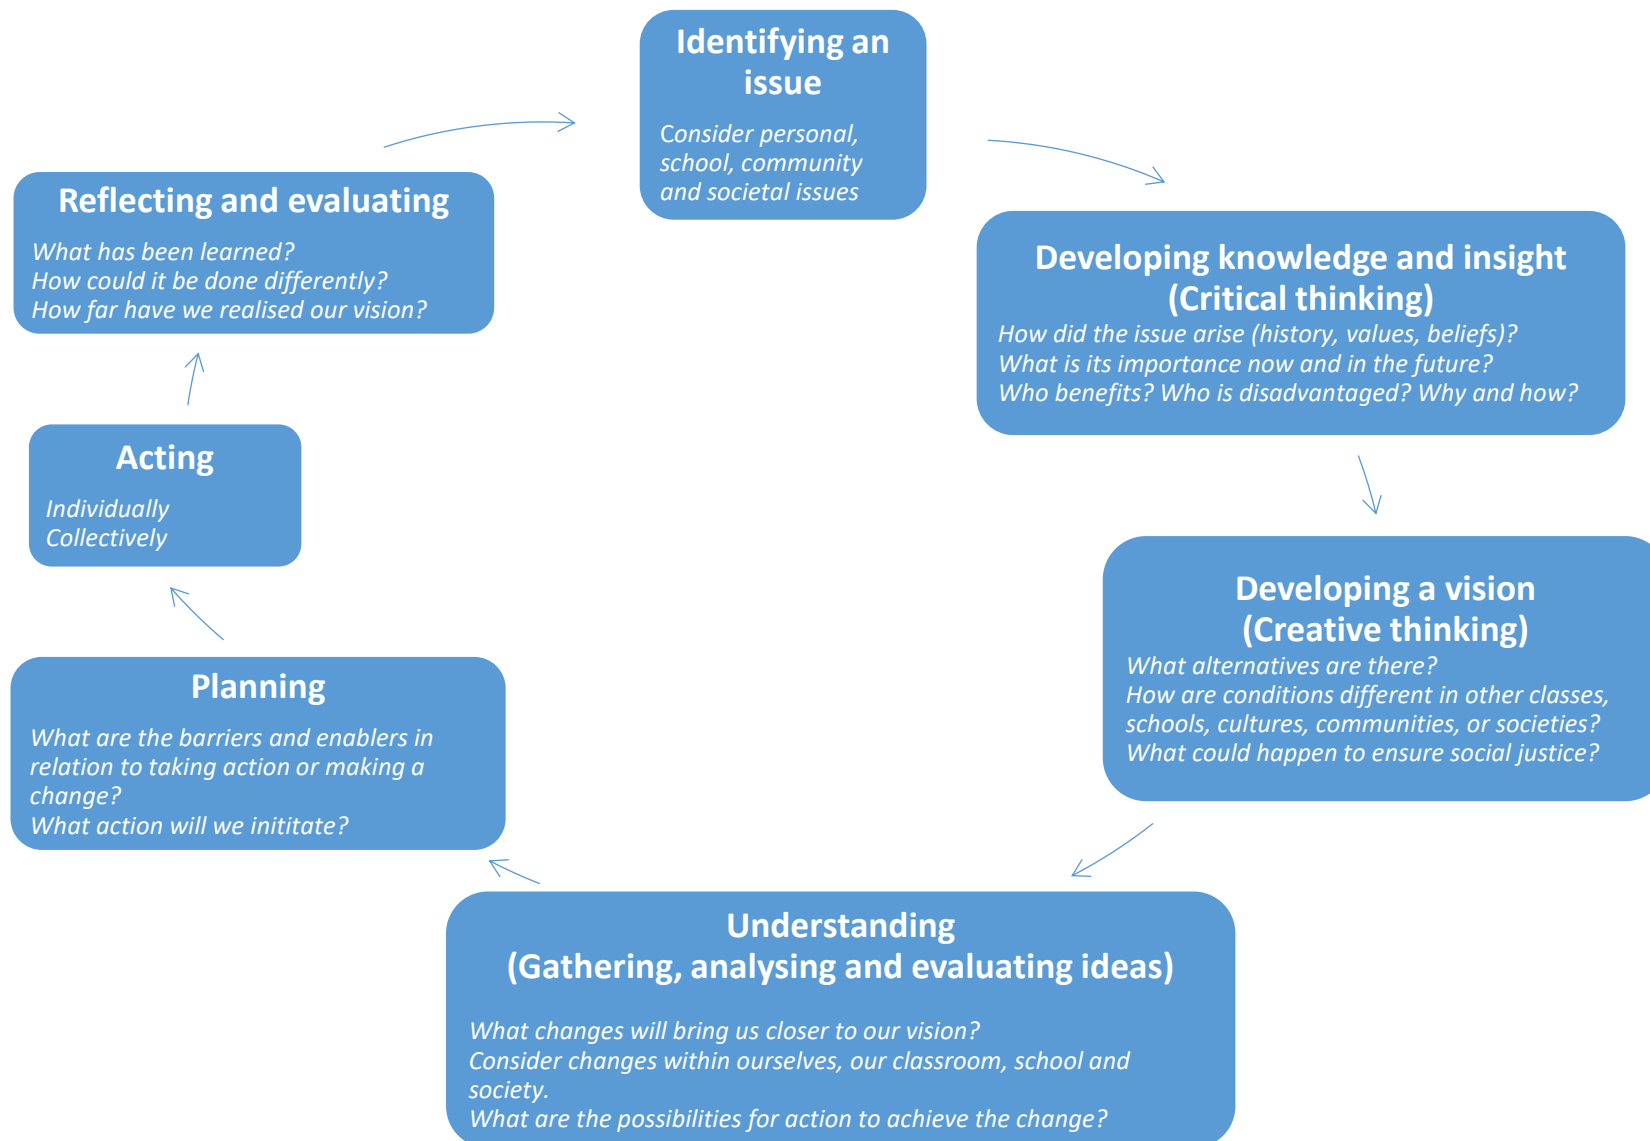 Identifying an
issue
Consider personal,
school, community
and societal issues
Developing knowledge and insight
(Critical thinking)
How did the issue arise (history, values, beliefs)?
What is its importance now and in the future?
Who benefits? Who is disadvantaged? Why and how?
Developing a vision
(Creative thinking)
What alternatives are there?
How are conditions different in other classes,
schools, cultures, communities, or societies?
What could happen to ensure social justice?
Understanding
(Gathering, analysing and evaluating ideas)
What changes will bring us closer to our vision?
Consider changes within ourselves, our classroom, school and
society.
What are the possibilities for action to achieve the change?
Planning
What are the barriers and enablers in
relation to taking action or making a
change?
What action will we inititate?
Acting
Individually
Collectively
Reflecting and evaluating
What has been learned?
How could it be done differently?
How far have we realised our vision?